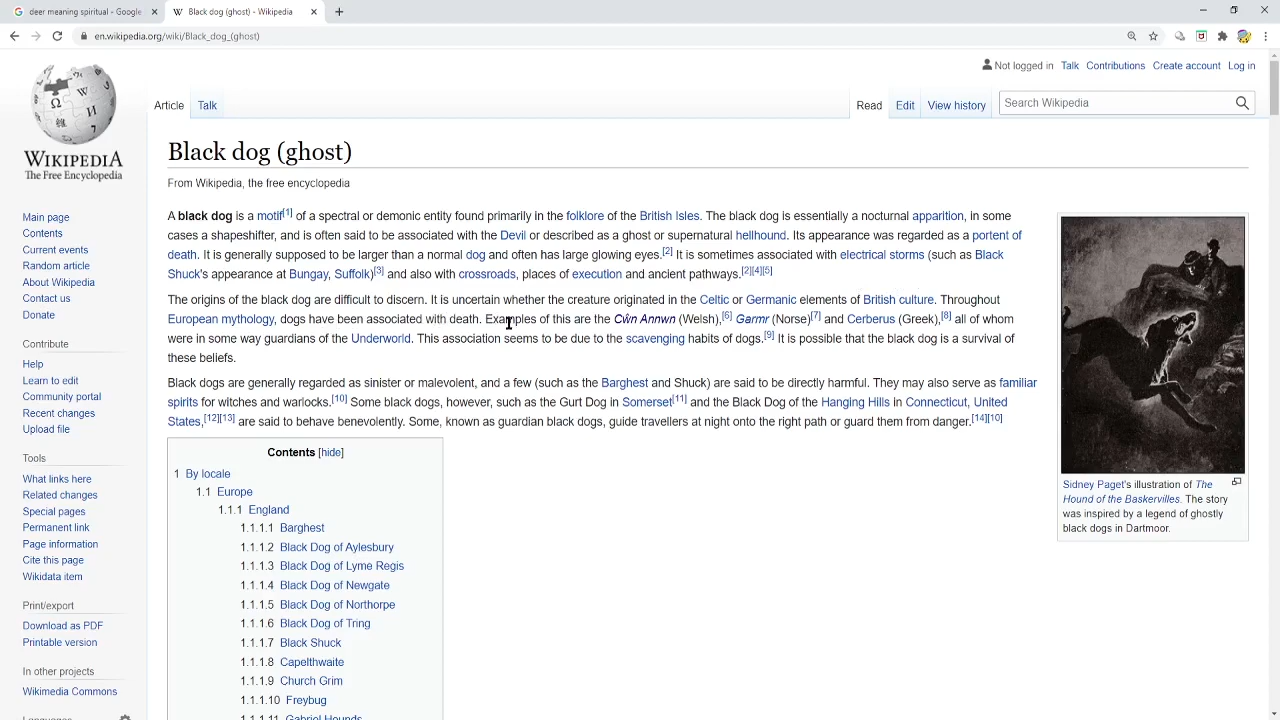 deer meaning spiritual - Google
Black dog (ghost) - Wikipedia
en.wikipedia.org/wiki/Black_dog_(ghost)
Not logged in Talk Contributions Create account Log in
Article Talk Read Edit View history Search Wikipedia
WIKIPEDIA
The Free Encyclopedia
Main page
Contents
Current events
Random article
About Wikipedia
Contact us
Donate
Contribute
Help
Learn to edit
Community portal
Recent changes
Upload file
Tools
What links here
Related changes
Special pages
Permanent link
Page information
Cite this page
Wikidata item
Print/export
Download as PDF
Printable version
In other projects
Wikimedia Commons
Languages
Black dog (ghost)
From Wikipedia, the free encyclopedia
A black dog is a motif[1] of a spectral or demonic entity found primarily in the folklore of the British Isles. The black dog is essentially a nocturnal apparition, in some
cases a shapeshifter, and is often said to be associated with the Devil or described as a ghost or supernatural hellhound. Its appearance was regarded as a portent of
death. It is generally supposed to be larger than a normal dog and often has large glowing eyes.[2] It is sometimes associated with electrical storms (such as Black
Shuck's appearance at Bungay, Suffolk)[3] and also with crossroads, places of execution and ancient pathways.[2][4][5]
The origins of the black dog are difficult to discern. It is uncertain whether the creature originated in the Celtic or Germanic elements of British culture. Throughout
European mythology, dogs have been associated with death. Examples of this are the Cŵn Annwn (Welsh),[6] Garmr (Norse)[7] and Cerberus (Greek),[8] all of whom
were in some way guardians of the Underworld. This association seems to be due to the scavenging habits of dogs.[9] It is possible that the black dog is a survival of
these beliefs.
Black dogs are generally regarded as sinister or malevolent, and a few (such as the Barghest and Shuck) are said to be directly harmful. They may also serve as familiar
spirits for witches and warlocks.[10] Some black dogs, however, such as the Gurt Dog in Somerset[11] and the Black Dog of the Hanging Hills in Connecticut, United
States,[12][13] are said to behave benevolently. Some, known as guardian black dogs, guide travellers at night onto the right path or guard them from danger.[14][10]
Contents [hide]
1 By locale
1.1 Europe
1.1.1 England
1.1.1.1 Barghest
1.1.1.2 Black Dog of Aylesbury
1.1.1.3 Black Dog of Lyme Regis
1.1.1.4 Black Dog of Newgate
1.1.1.5 Black Dog of Northorpe
1.1.1.6 Black Dog of Tring
1.1.1.7 Black Shuck
1.1.1.8 Capelthwaite
1.1.1.9 Church Grim
1.1.1.10 Freybug
1.1.1.11 Gabriel Hounds
Sidney Paget's illustration of The
Hound of the Baskervilles. The story
was inspired by a legend of ghostly
black dogs in Dartmoor.